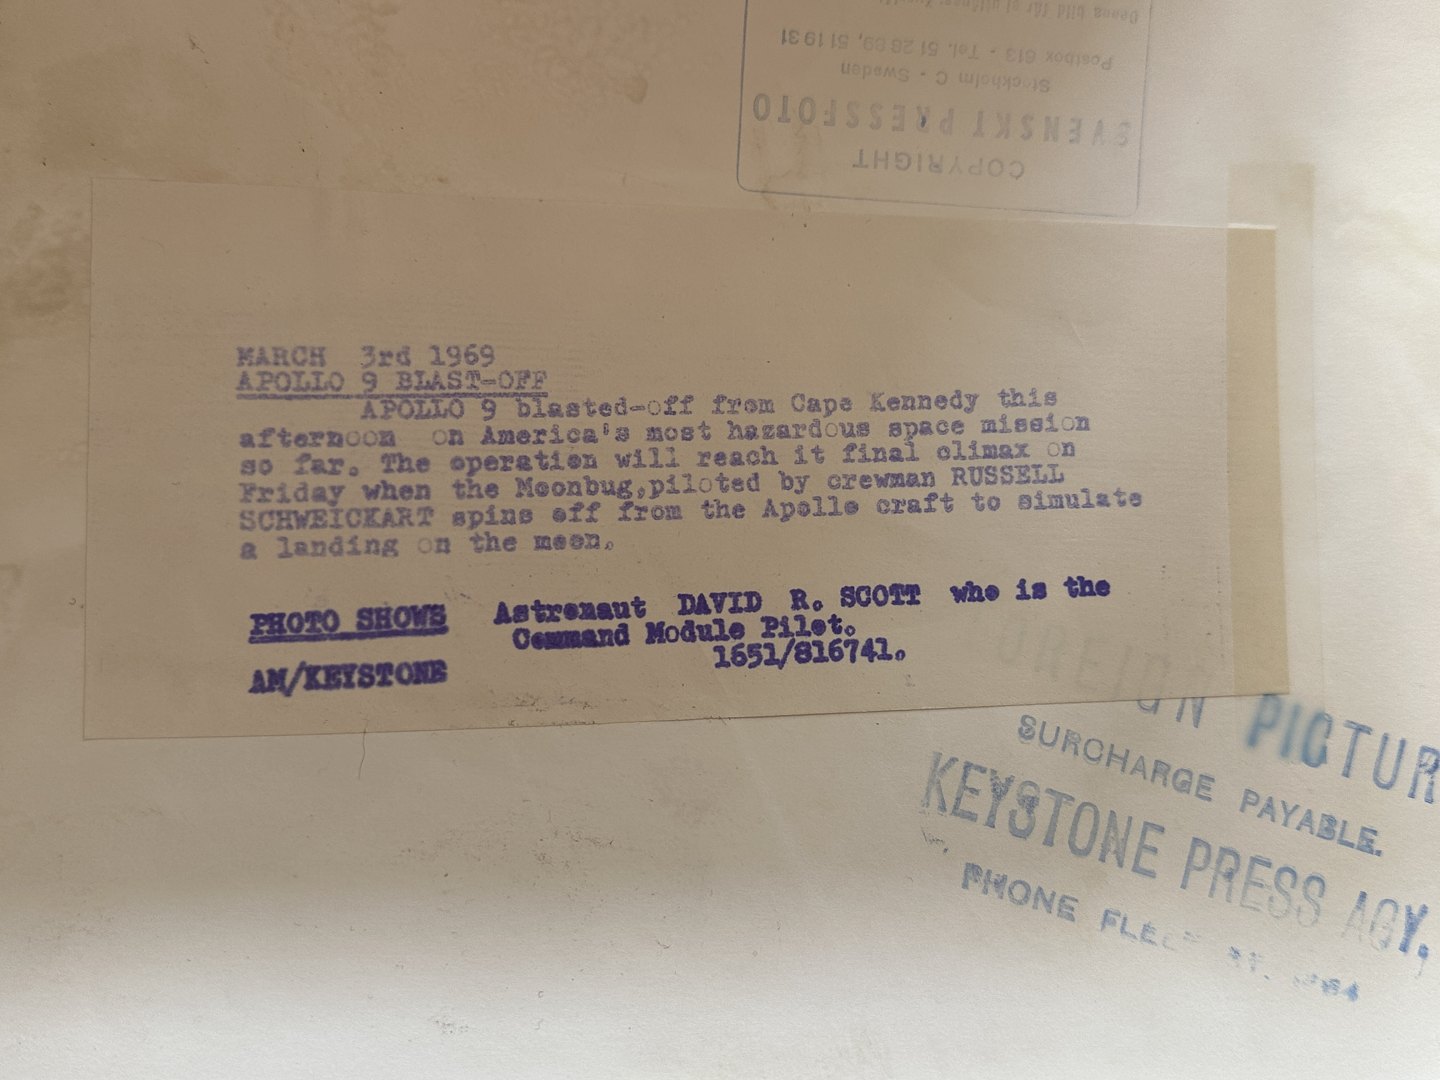 Postbox 613 - Tel. 51 28 89, 51 19 31
Stockholm C - Sweden
SVENSKT PRESSFOTO
COPYRIGHT
MARCH 3rd 1969
APOLLO 9 BLAST-OFF
APOLLO 9 blasted-off from Cape Kennedy this
afternoon on America's most hazardous space mission
so far. The operation will reach it final climax on
Friday when the Moonbug,piloted by crewman RUSSELL
SCHWEICKART spins off from the Apollo craft to simulate
a landing on the moon.
PHOTO SHOWS Astronaut DAVID R. SCOTT who is the
Command Module Pilot.
1651/816741.
AM/KEYSTONE
PICTUR
SURCHARGE PAYABLE.
KEYSTONE PRESS AGY.
PHONE